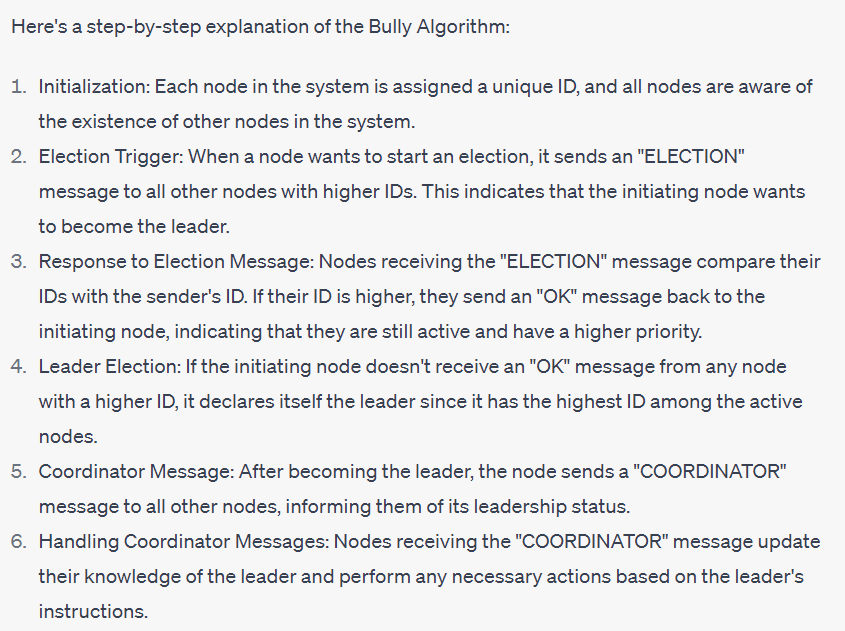 Here's a step-by-step explanation of the Bully Algorithm:
1. Initialization: Each node in the system is assigned a unique ID, and all nodes are aware of
the existence of other nodes in the system.
2. Election Trigger: When a node wants to start an election, it sends an "ELECTION"
message to all other nodes with higher IDs. This indicates that the initiating node wants
to become the leader.
3. Response to Election Message: Nodes receiving the "ELECTION" message compare their
IDs with the sender's ID. If their ID is higher, they send an "OK" message back to the
initiating node, indicating that they are still active and have a higher priority.
4. Leader Election: If the initiating node doesn't receive an "OK" message from any node
with a higher ID, it declares itself the leader since it has the highest ID among the active
nodes.
5. Coordinator Message: After becoming the leader, the node sends a "COORDINATOR"
message to all other nodes, informing them of its leadership status.
6. Handling Coordinator Messages: Nodes receiving the "COORDINATOR" message update
their knowledge of the leader and perform any necessary actions based on the leader's
instructions.